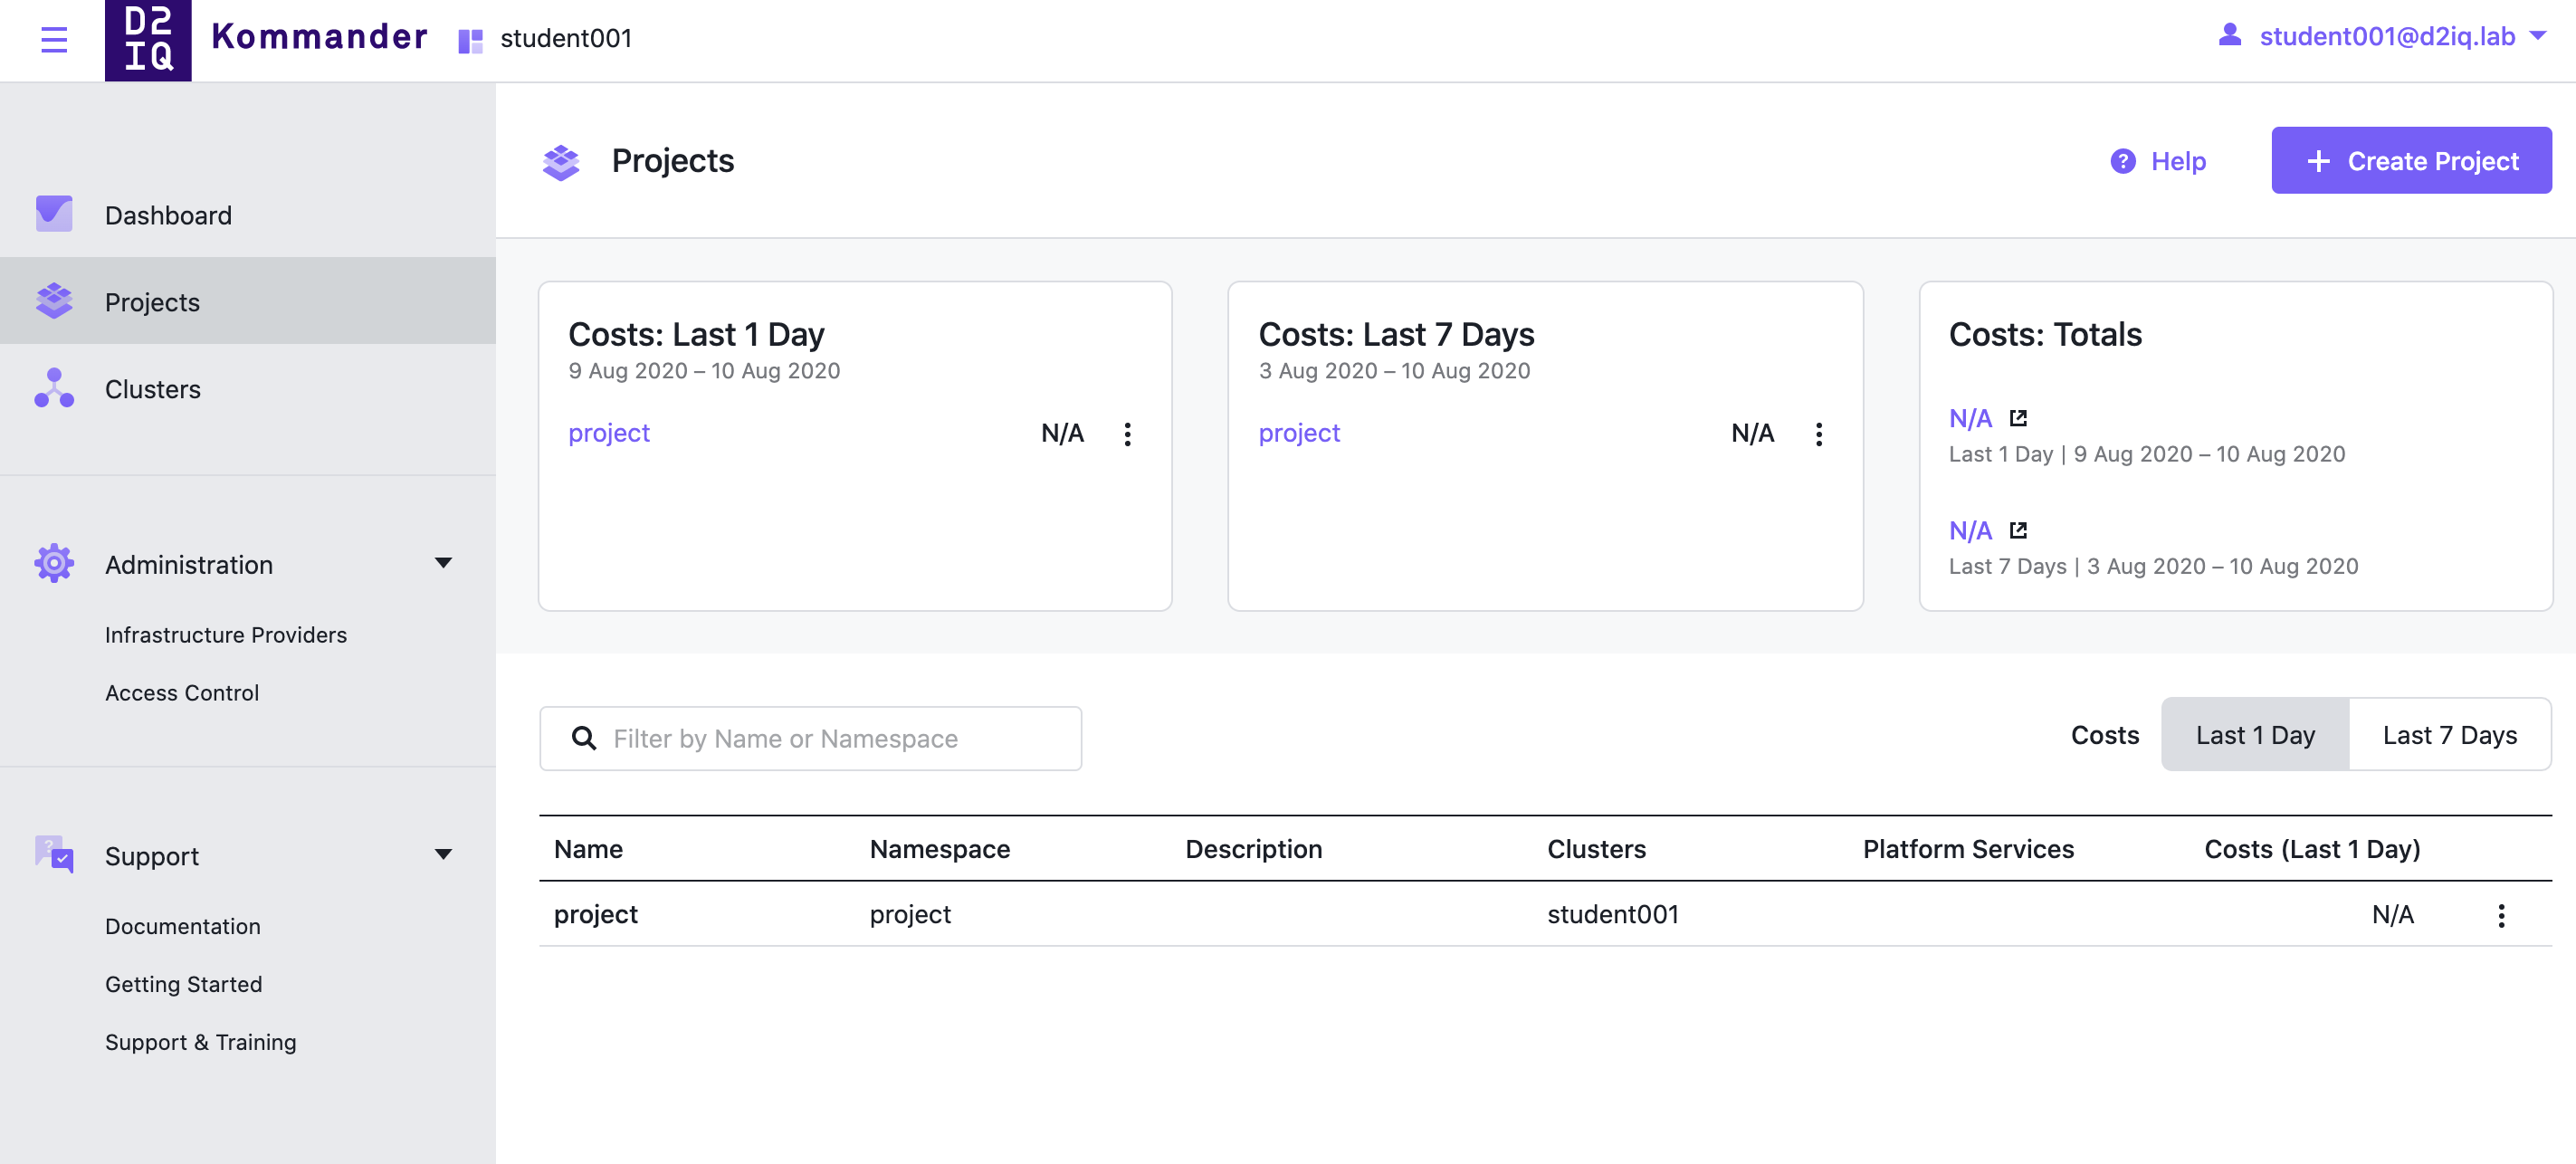 D2
IQ
Kommander
student001
student001@d2iq.lab
Dashboard
Projects
Clusters
Administration
Infrastructure Providers
Access Control
Support
Documentation
Getting Started
Support & Training
Projects
? Help
+ Create Project
Costs: Last 1 Day
9 Aug 2020 – 10 Aug 2020
project N/A
Costs: Last 7 Days
3 Aug 2020 – 10 Aug 2020
project N/A
Costs: Totals
N/A
Last 1 Day | 9 Aug 2020 – 10 Aug 2020
N/A
Last 7 Days | 3 Aug 2020 – 10 Aug 2020
Filter by Name or Namespace
Costs Last 1 Day Last 7 Days
Name Namespace Description Clusters Platform Services Costs (Last 1 Day)
project project student001 N/A